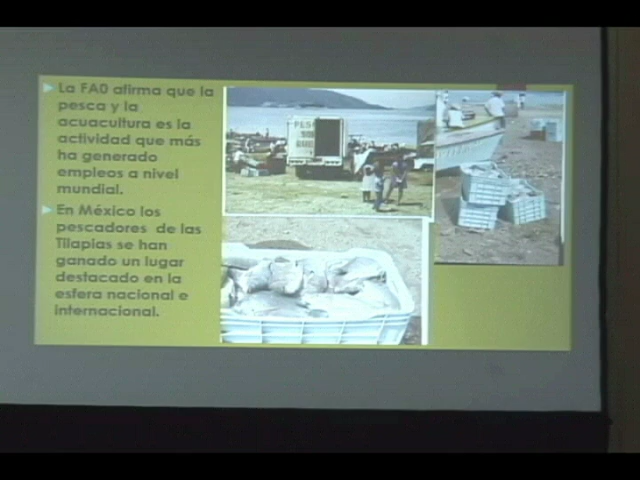 La FAO afirma que la
pesca y la
acuacultura es la
actividad que más
ha generado
empleos a nivel
mundial.
En México los
pescadores de las
Tilapias se han
ganado un lugar
destacado en la
esfera nacional e
internacional.